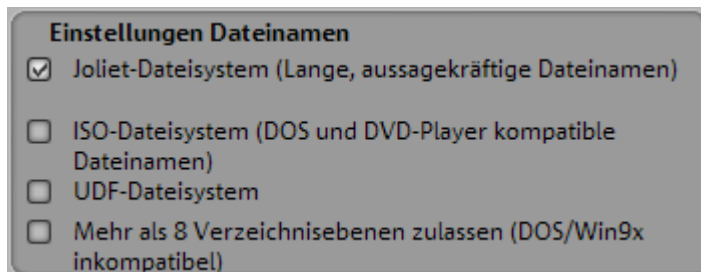 Einstellungen Dateinamen
Joliet-Dateisystem (Lange, aussagekräftige Dateinamen)
ISO-Dateisystem (DOS und DVD-Player kompatible
Dateinamen)
UDF-Dateisystem
Mehr als 8 Verzeichnisebenen zulassen (DOS/Win9x
inkompatibel)